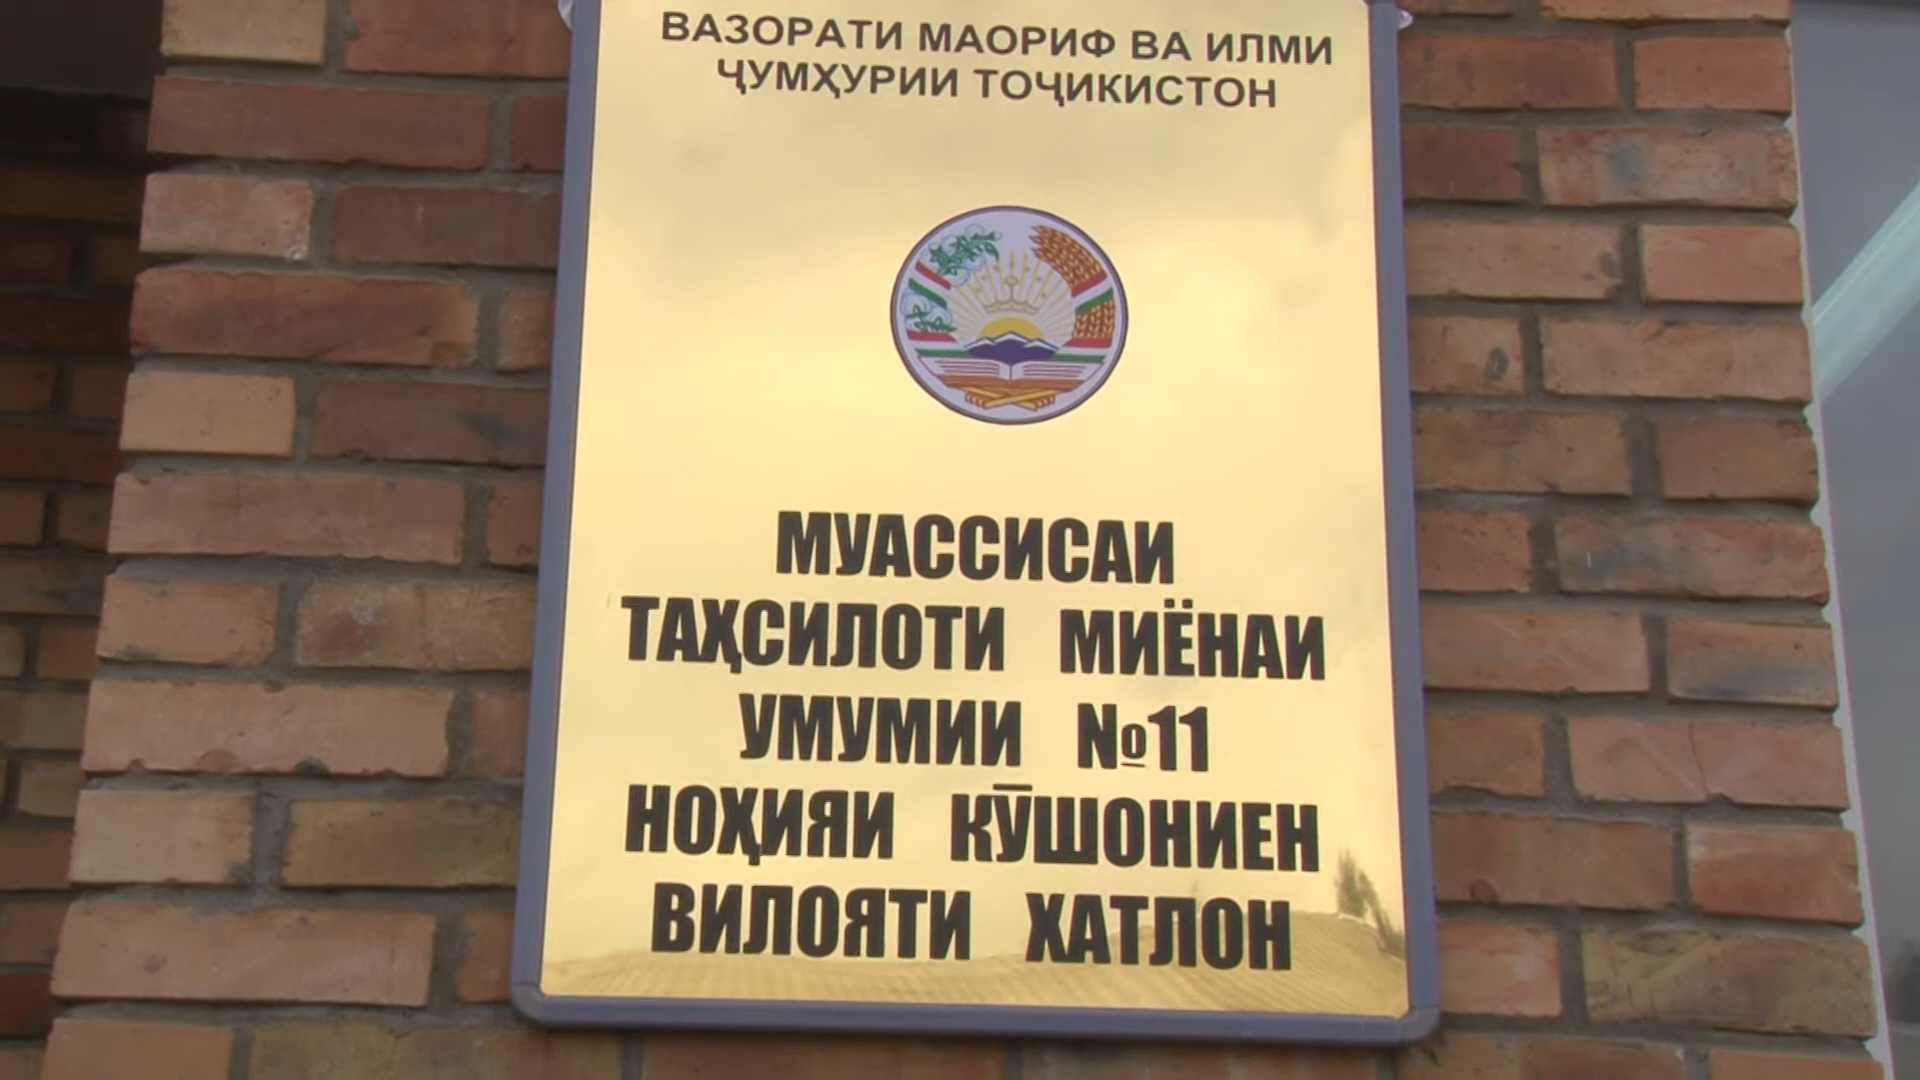 ВАЗОРАТИ МАОРИФ ВА ИЛМИ
ҶУМҲУРИИ ТОҶИКИСТОН
МУАССИСАИ
ТАҲСИЛОТИ МИЁНАИ
УМУМИИ №11
НОҲИЯИ КӮШОНИЕН
ВИЛОЯТИ ХАТЛОН